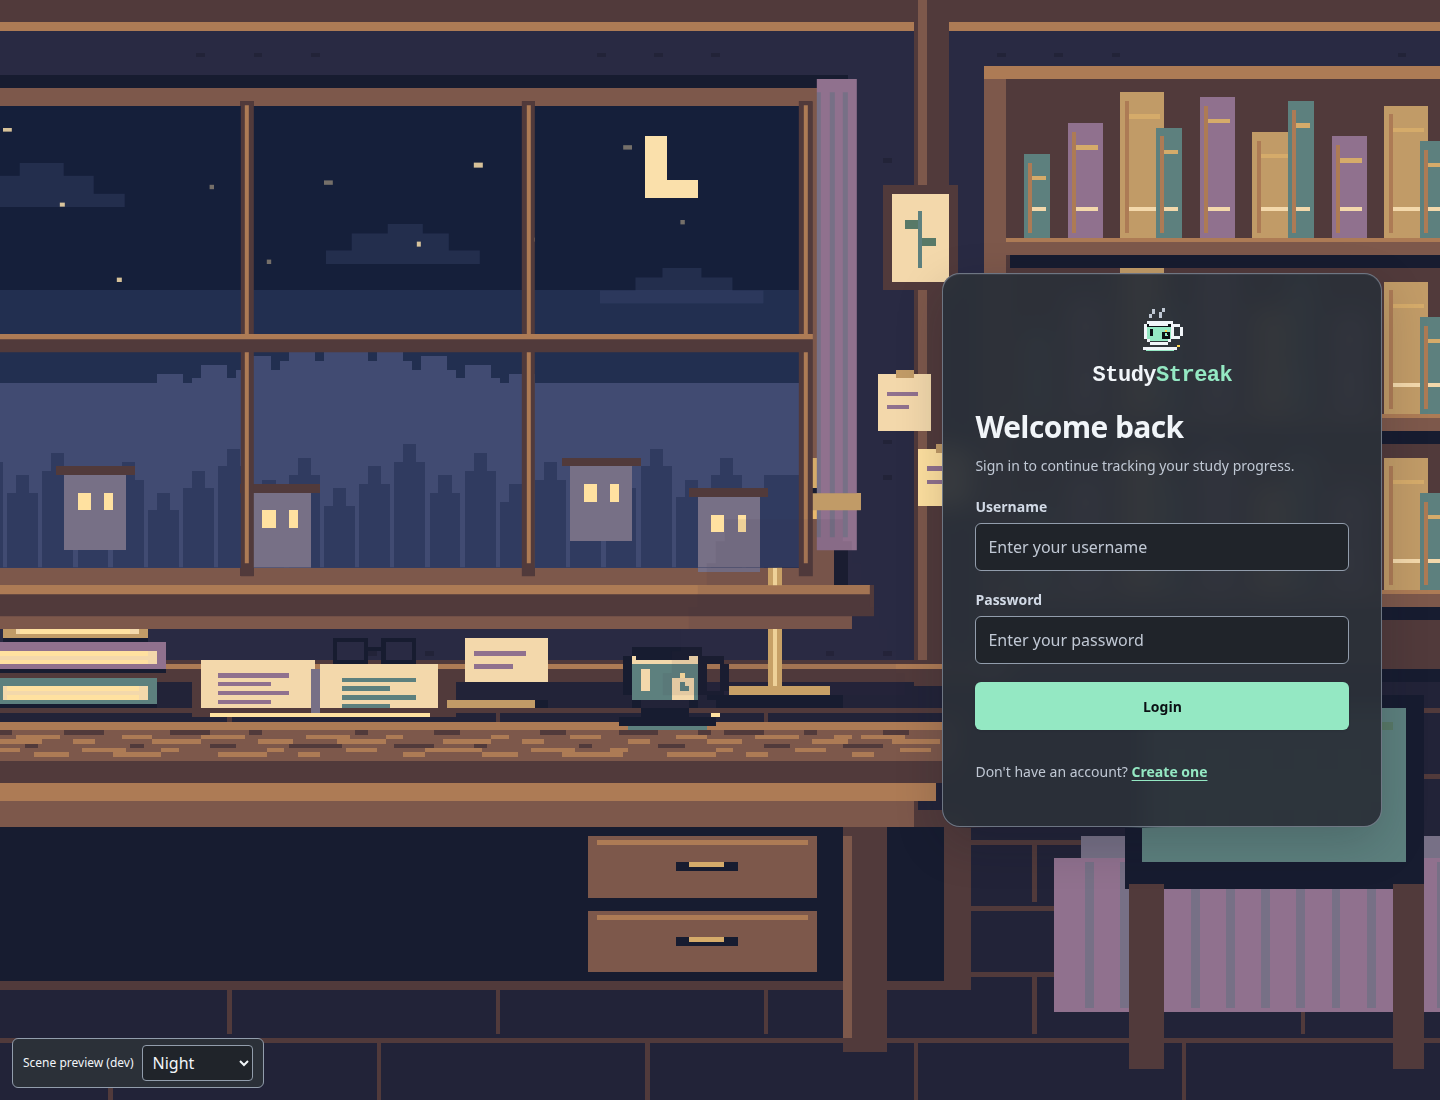 StudyStreak
Welcome back
Sign in to continue tracking your study progress.
Username
Enter your username
Password
Enter your password
Login
Don't have an account? Create one
Scene preview (dev)
Night